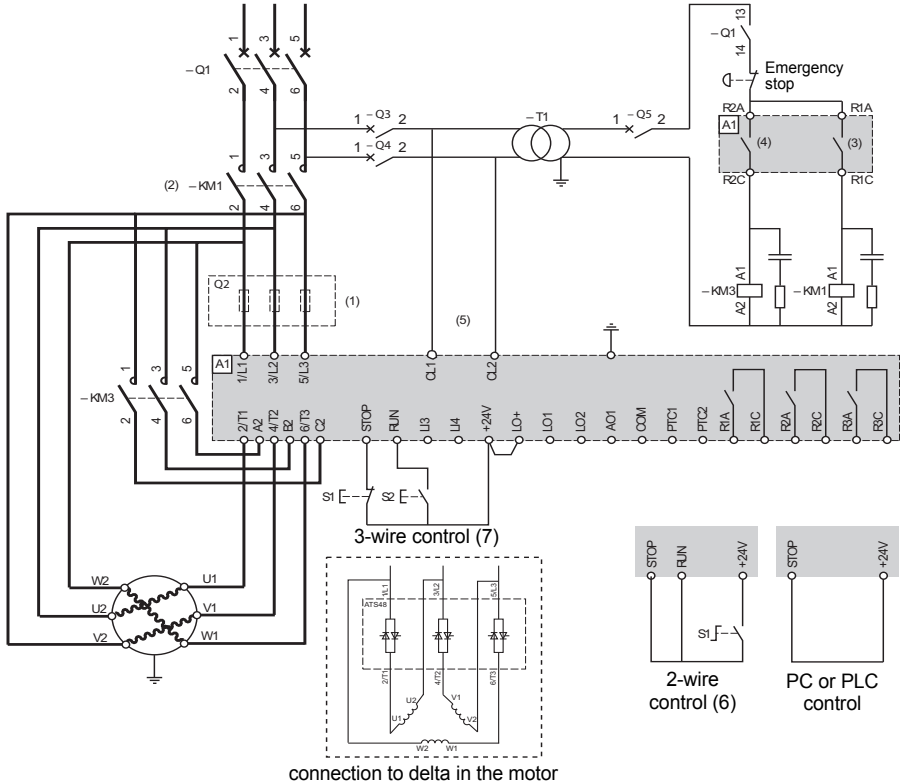 1 3 5
– Q1
2 4 6
13
– Q1
14
Emergency
stop
1 – Q3 2
1 – Q4 2
– T1
1 – Q5 2
R2A R1A
A1
(4) (3)
R2C R1C
1 3 5
(2) – KM1
2 4 6
A1 A1
– KM3 – KM1
A2 A2
Q2
(1)
(5)
A1
1/L1 3/L2 5/L3 CL1 CL2
1 3 5
– KM3
2 4 6
2/T1 A2 4/T2 B2 6/T3 C2 STOP RUN LI3 LI4 +24V LO+ LO1 LO2 AO1 COM PTC1 PTC2 R1A R1C R2A R2C R3A R3C
S1 S2
3-wire control (7)
W2 U1
U2 V1
V2 W1
1/L1 3/L2 5/L3
ATS48
2/T1 4/T2 6/T3
U2 V1
U1 V2
W2 W1
connection to delta in the motor
STOP RUN +24V
S1
2-wire
control (6)
STOP +24V
PC or PLC
control